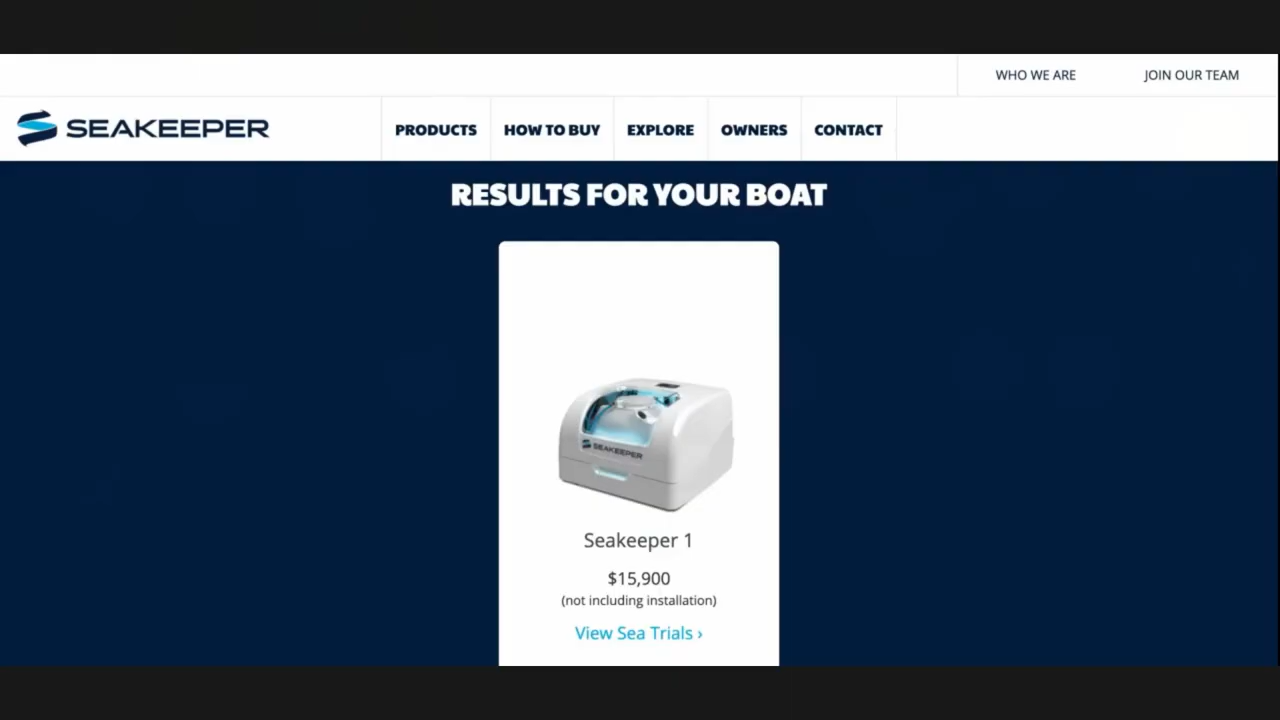 WHO WE ARE
JOIN OUR TEAM
SEAKEEPER
PRODUCTS
HOW TO BUY
EXPLORE
OWNERS
CONTACT
RESULTS FOR YOUR BOAT
SEAKEEPER
Seakeeper 1
$15,900
(not including installation)
View Sea Trials ›